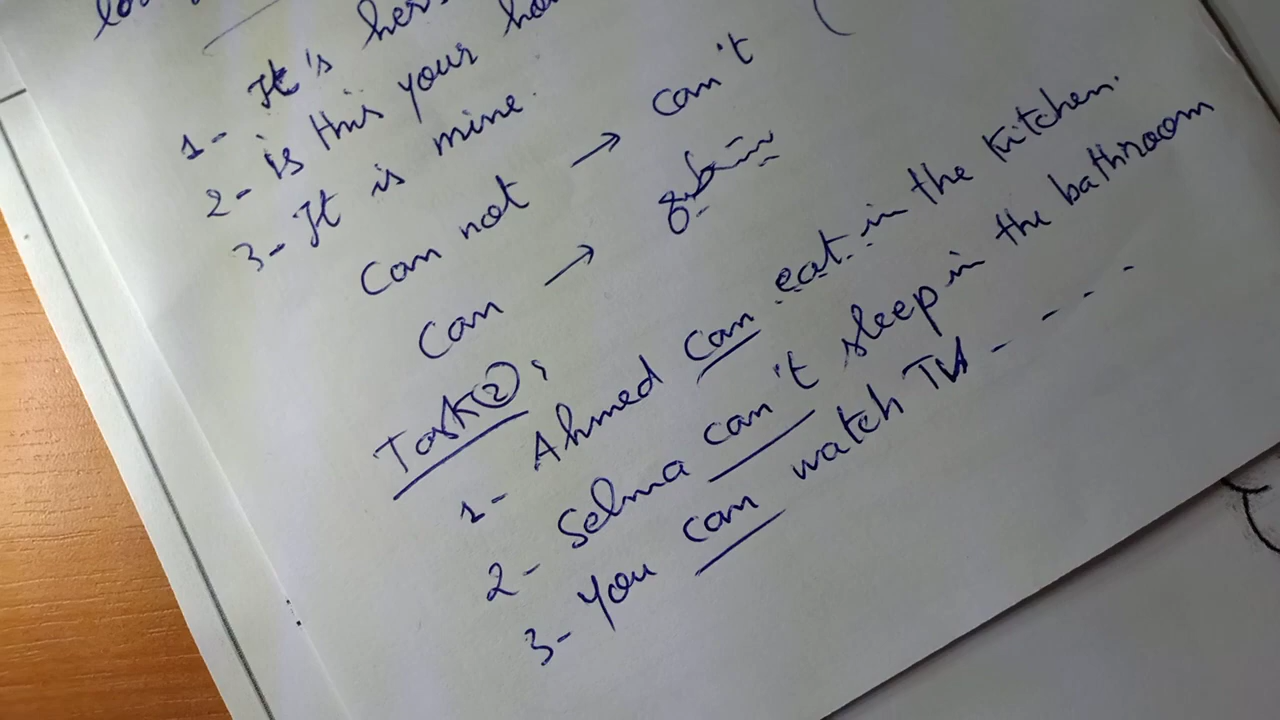 1- It's hers
2- is this your
3- It is mine.
Can not → can't (
Can →
Task(2):
1- Ahmed can eat in the kitchen.
2- Selma can't sleep in the bathroom
3- You can watch TV - - - -